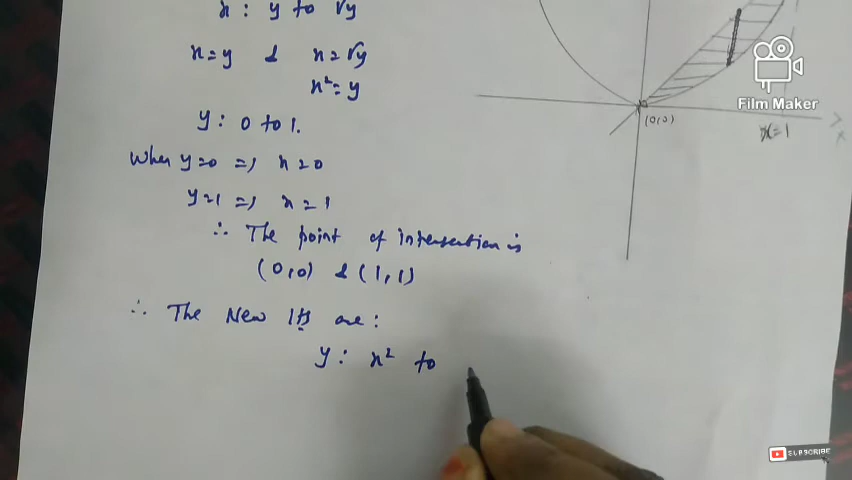 x : y to √y
x = y & x = √y
x² = y
y : 0 to 1.
When y=0 => x=0
y=1 => x=1
∴ The point of intersection is
(0,0) & (1,1)
∴ The New lts are :
y : x² to
(0,0)
x=1
x
Film Maker
SUBSCRIBE